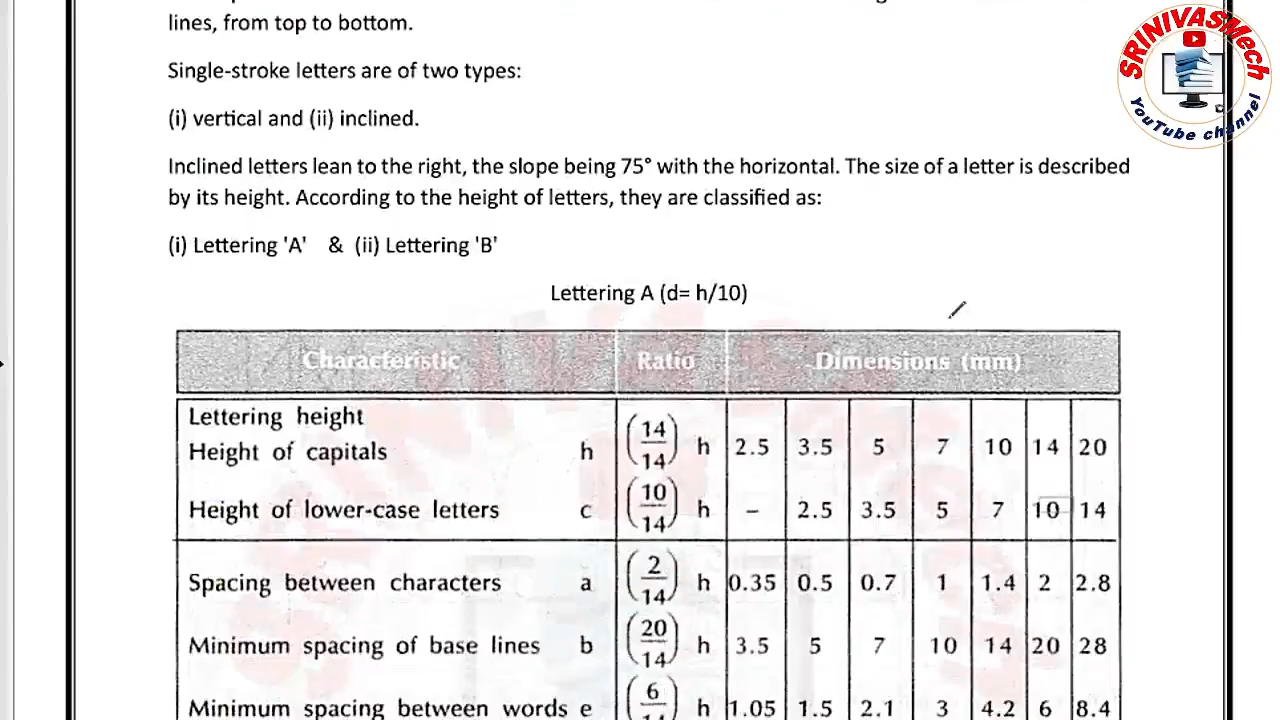 lines, from top to bottom.
Single-stroke letters are of two types:
(i) vertical and (ii) inclined.
Inclined letters lean to the right, the slope being 75° with the horizontal. The size of a letter is described
by its height. According to the height of letters, they are classified as:
(i) Lettering 'A' & (ii) Lettering 'B'
Lettering A (d= h/10)
Characteristic Ratio Dimensions (mm)
Lettering height
Height of capitals h (14/14) h 2.5 3.5 5 7 10 14 20
Height of lower-case letters c (10/14) h – 2.5 3.5 5 7 10 14
Spacing between characters a (2/14) h 0.35 0.5 0.7 1 1.4 2 2.8
Minimum spacing of base lines b (20/14) h 3.5 5 7 10 14 20 28
Minimum spacing between words e (6/14) h 1.05 1.5 2.1 3 4.2 6 8.4
SRINIVASMech
YouTube channel